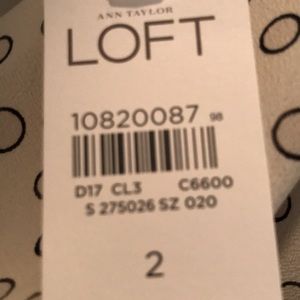 ANN TAYLOR
LOFT
10820087 98
D17 CL3 C6600
S 275026 SZ 020
2